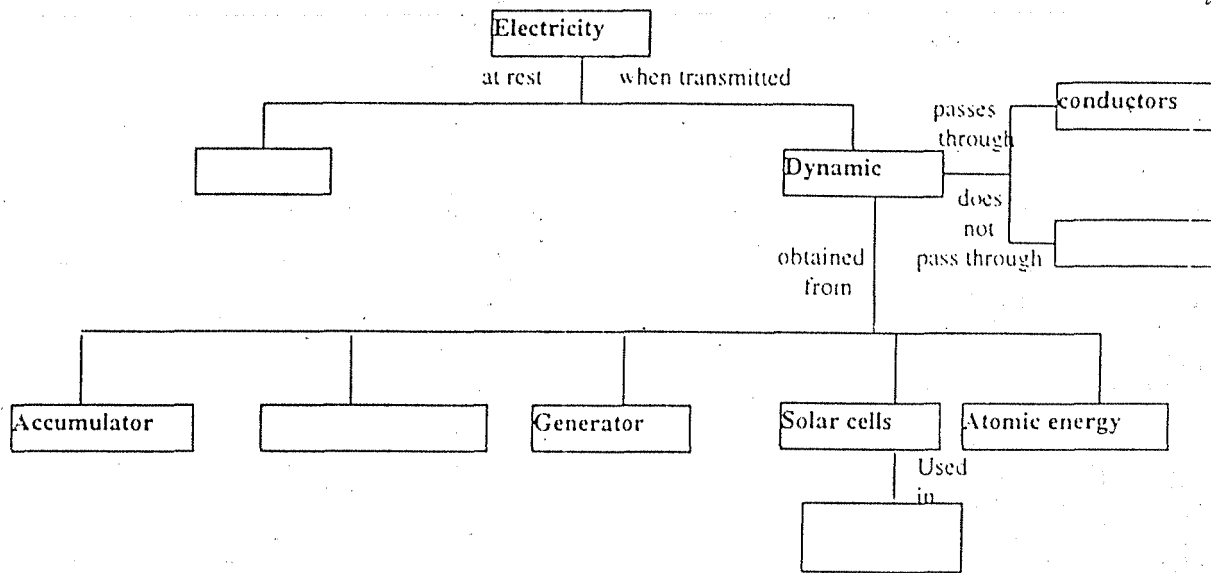 Electricity
at rest
when transmitted
conductors
passes
through
Dynamic
does
not
pass through
obtained
from
Accumulator
Generator
Solar cells
Atomic energy
Used
in